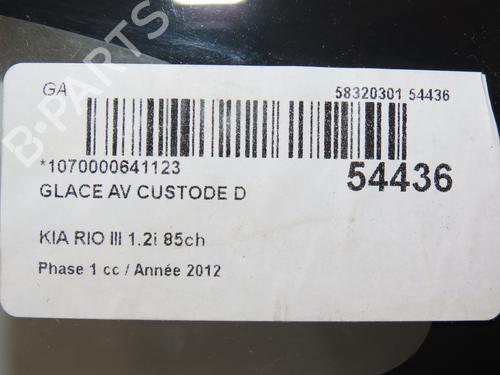 GA
58320301 54436
*1070000641123
54436
GLACE AV CUSTODE D
KIA RIO III 1.2i 85ch
Phase 1 cc / Année 2012
B-PARTS